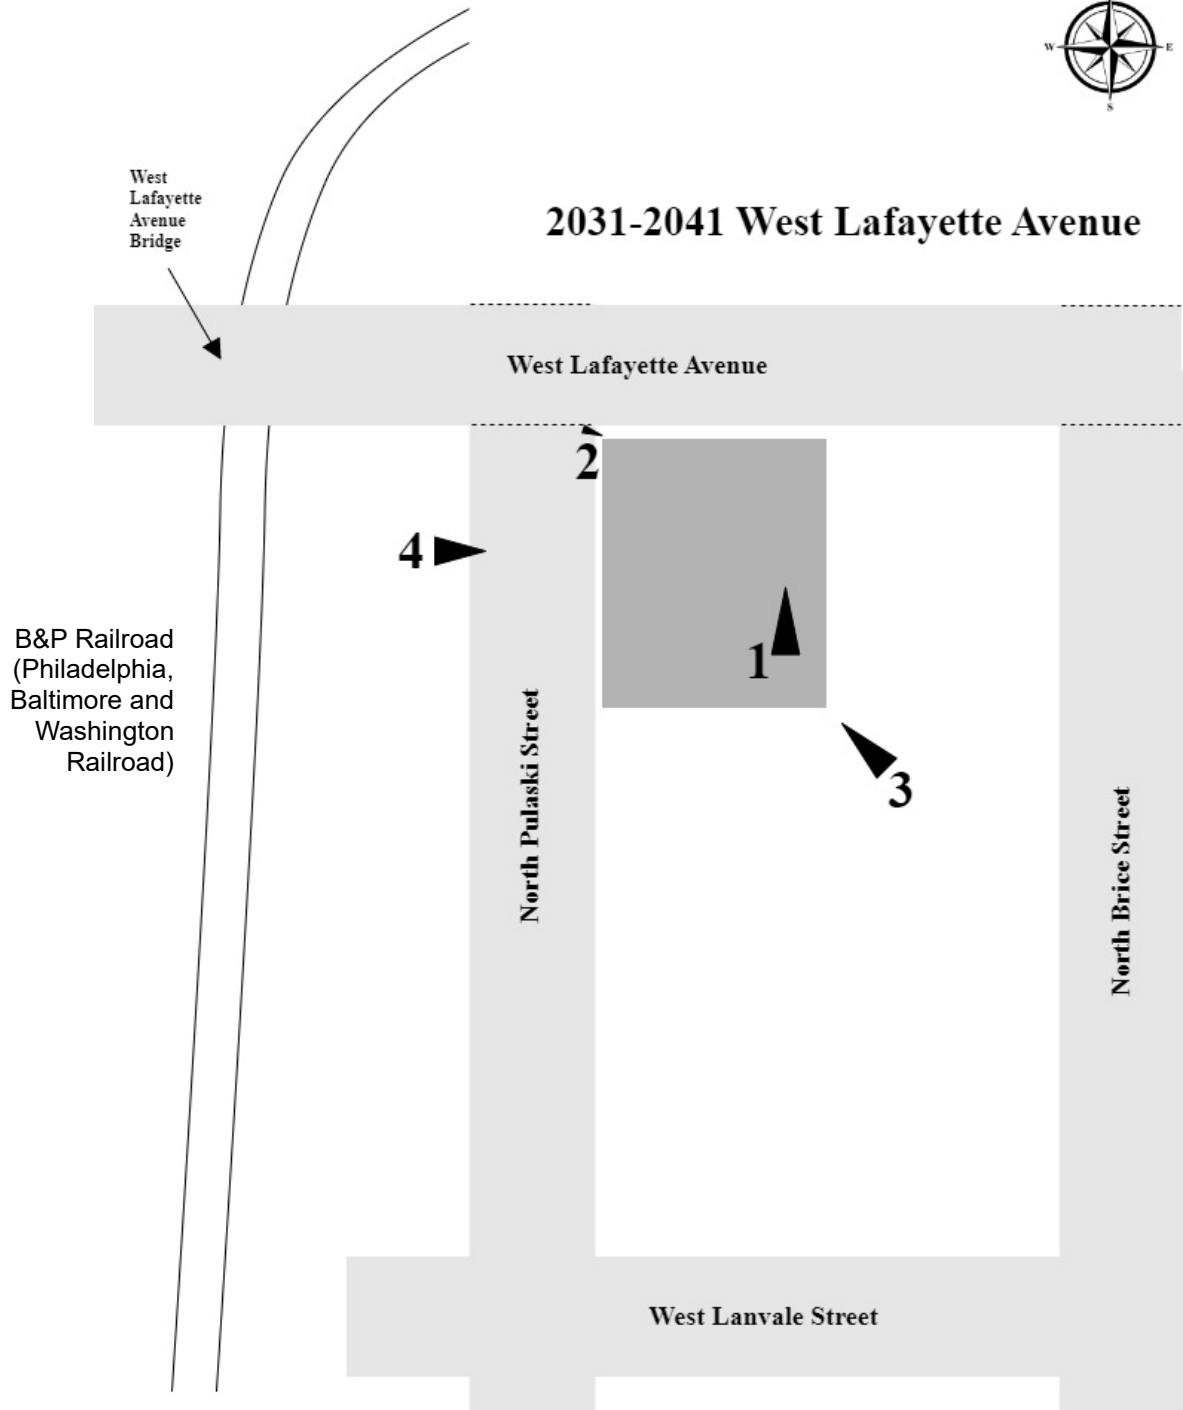 W
E
S
West
Lafayette
Avenue
Bridge
2031-2041 West Lafayette Avenue
West Lafayette Avenue
2
4
B&P Railroad
(Philadelphia,
Baltimore and
Washington
Railroad)
1
3
North Pulaski Street
North Brice Street
West Lanvale Street